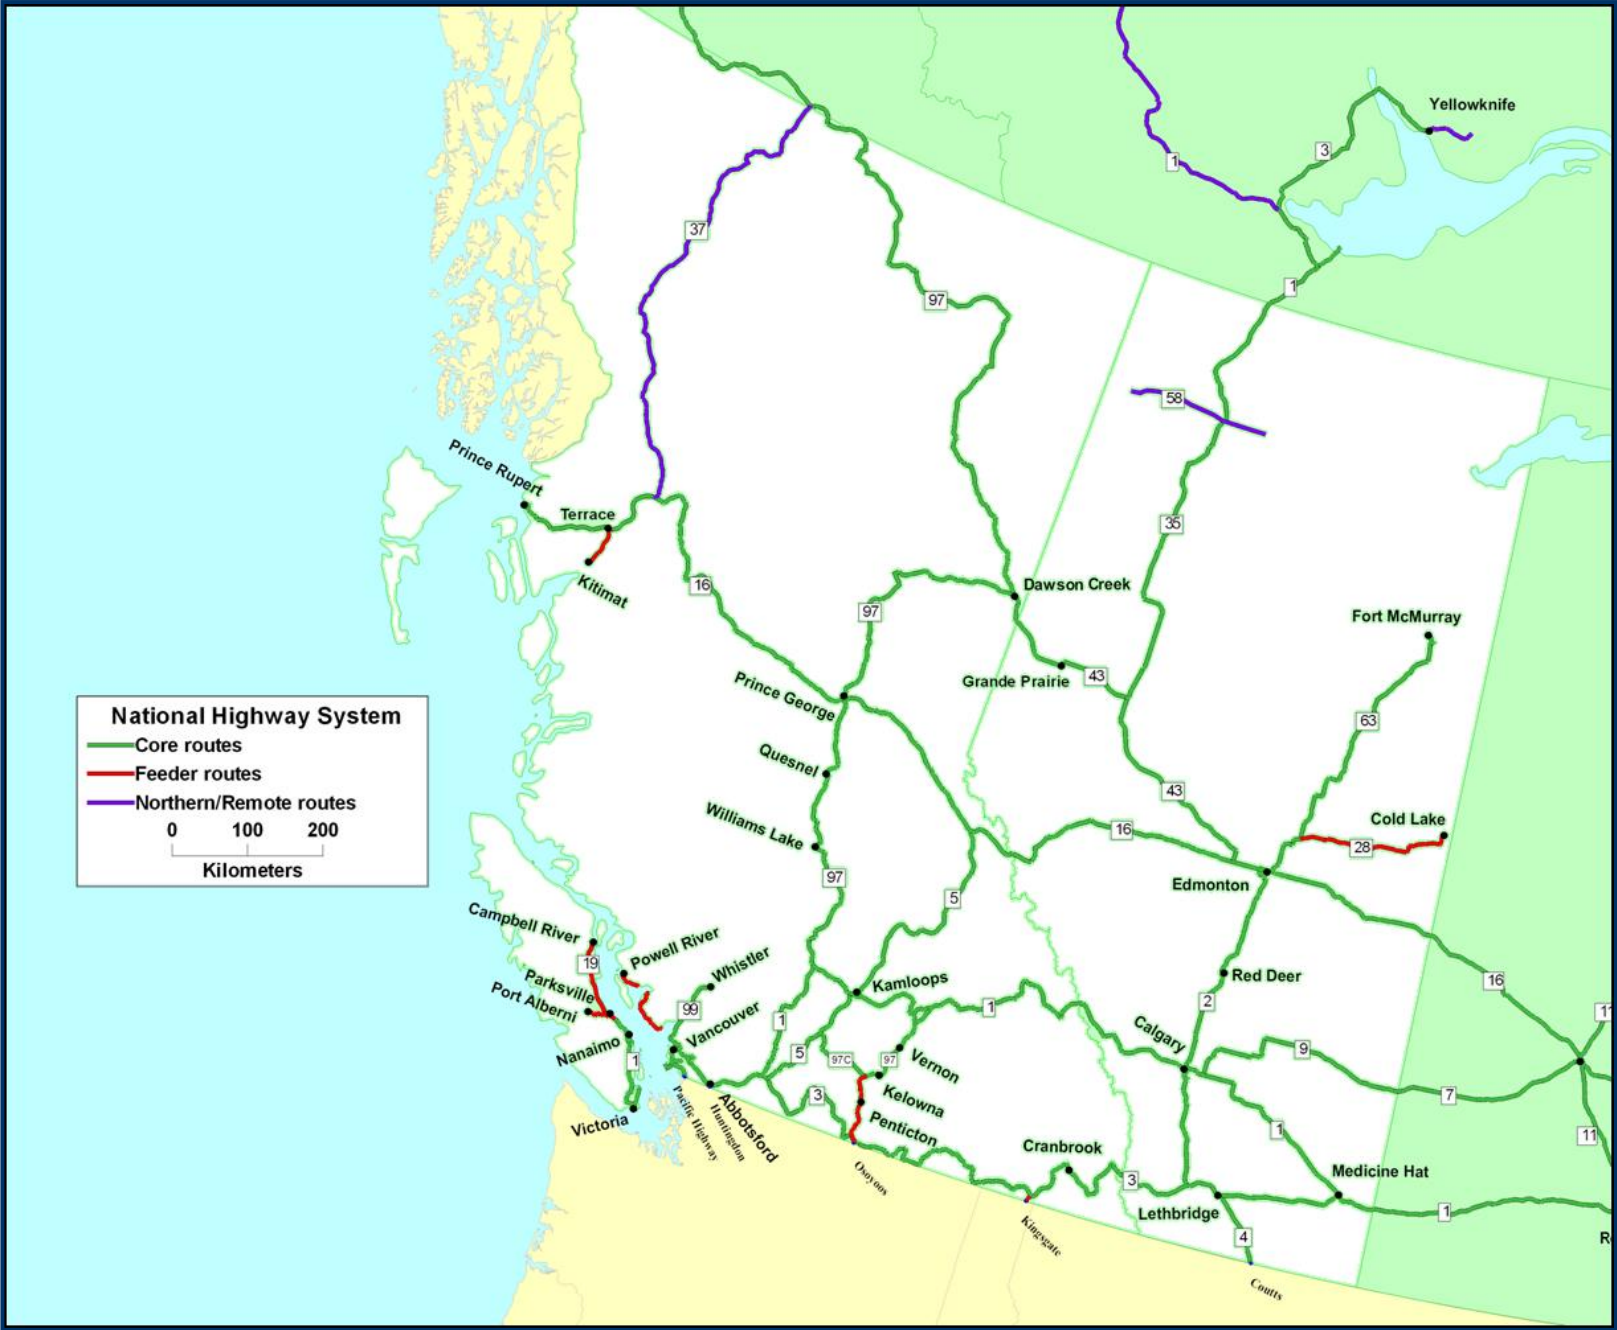 Yellowknife
3
1
37
97
1
58
Prince Rupert
Terrace
35
Kitimat
16
Dawson Creek
97
Fort McMurray
Grande Prairie
43
Prince George
63
National Highway System
Core routes
Feeder routes
Northern/Remote routes
0 100 200
Kilometers
Quesnel
43
Williams Lake
16
Cold Lake
28
97
Edmonton
5
Campbell River
19
Powell River
Whistler
Parksville
Port Alberni
Kamloops
Red Deer
16
99
Vancouver
1
1
2
11
Nanaimo
1
5
97C
97
Vernon
Calgary
9
Kelowna
3
7
Victoria
Pacific Highway
Huntingdon
Abbotsford
Penticton
1
11
Osoyoos
Cranbrook
3
Medicine Hat
Lethbridge
1
Kingsgate
4
R
Coutts